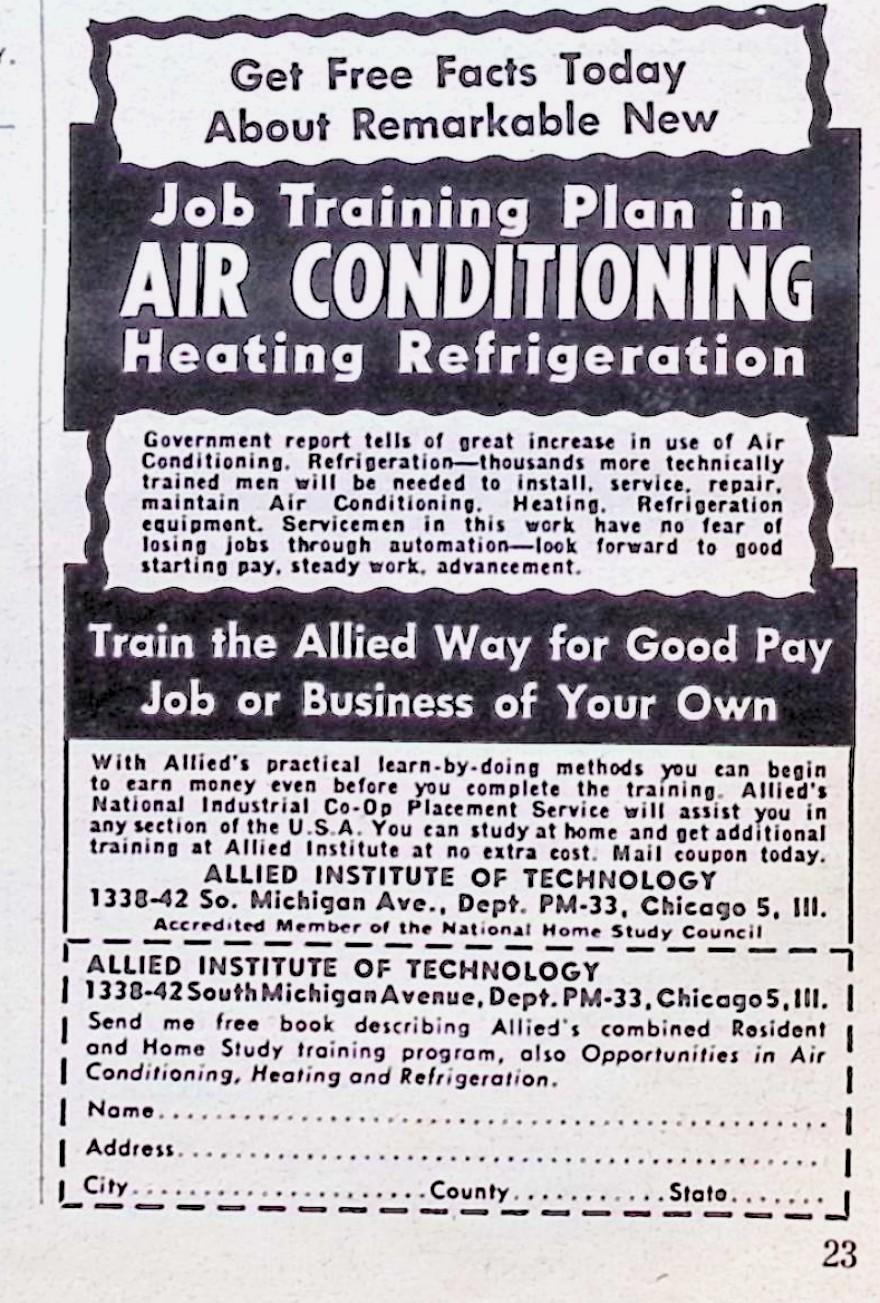 Get Free Facts Today
About Remarkable New
Job Training Plan in
AIR CONDITIONING
Heating Refrigeration
Government report tells of great increase in use of Air
Conditioning, Refrigeration—thousands more technically
trained men will be needed to install, service, repair,
maintain Air Conditioning, Heating, Refrigeration
equipment. Servicemen in this work have no fear of
losing jobs through automation—look forward to good
starting pay, steady work, advancement.
Train the Allied Way for Good Pay
Job or Business of Your Own
With Allied's practical learn-by-doing methods you can begin
to earn money even before you complete the training. Allied's
National Industrial Co-Op Placement Service will assist you in
any section of the U.S.A. You can study at home and get additional
training at Allied Institute at no extra cost. Mail coupon today.
ALLIED INSTITUTE OF TECHNOLOGY
1338-42 So. Michigan Ave., Dept. PM-33, Chicago 5, Ill.
Accredited Member of the National Home Study Council
ALLIED INSTITUTE OF TECHNOLOGY
1338-42 South Michigan Avenue, Dept. PM-33, Chicago 5, Ill.
Send me free book describing Allied's combined Resident
and Home Study training program, also Opportunities in Air
Conditioning, Heating and Refrigeration.
Name
Address
City County State
23